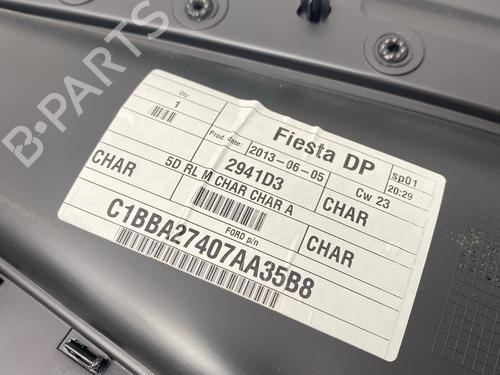 B-PARTS
Qty
1
Prod. date:
2013-06-05
Fiesta DP
Cw 23
sp01
20:29
2941D3
5D RL M CHAR CHAR A
CHAR
CHAR
CHAR
FORD p/n
C1BBA27407AA35B8